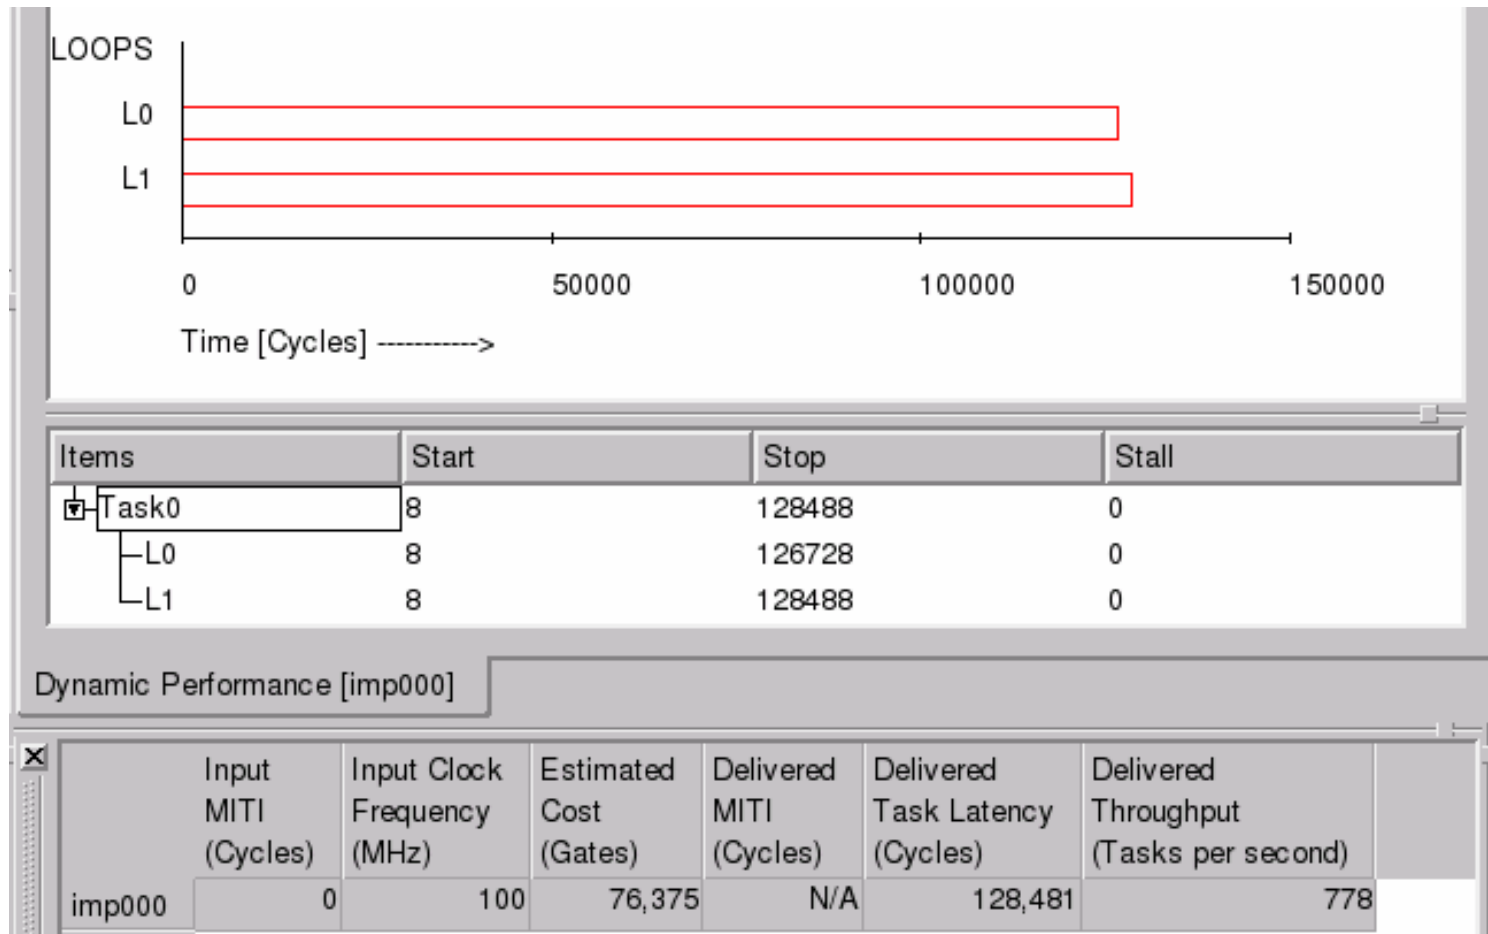 LOOPS
L0
L1
0 50000 100000 150000
Time [Cycles] ----------->
Items Start Stop Stall
Task0 8 128488 0
L0 8 126728 0
L1 8 128488 0
Dynamic Performance [imp000]
Input Input Clock Estimated Delivered Delivered Delivered
MITI Frequency Cost MITI Task Latency Throughput
(Cycles) (MHz) (Gates) (Cycles) (Cycles) (Tasks per second)
imp000 0 100 76,375 N/A 128,481 778